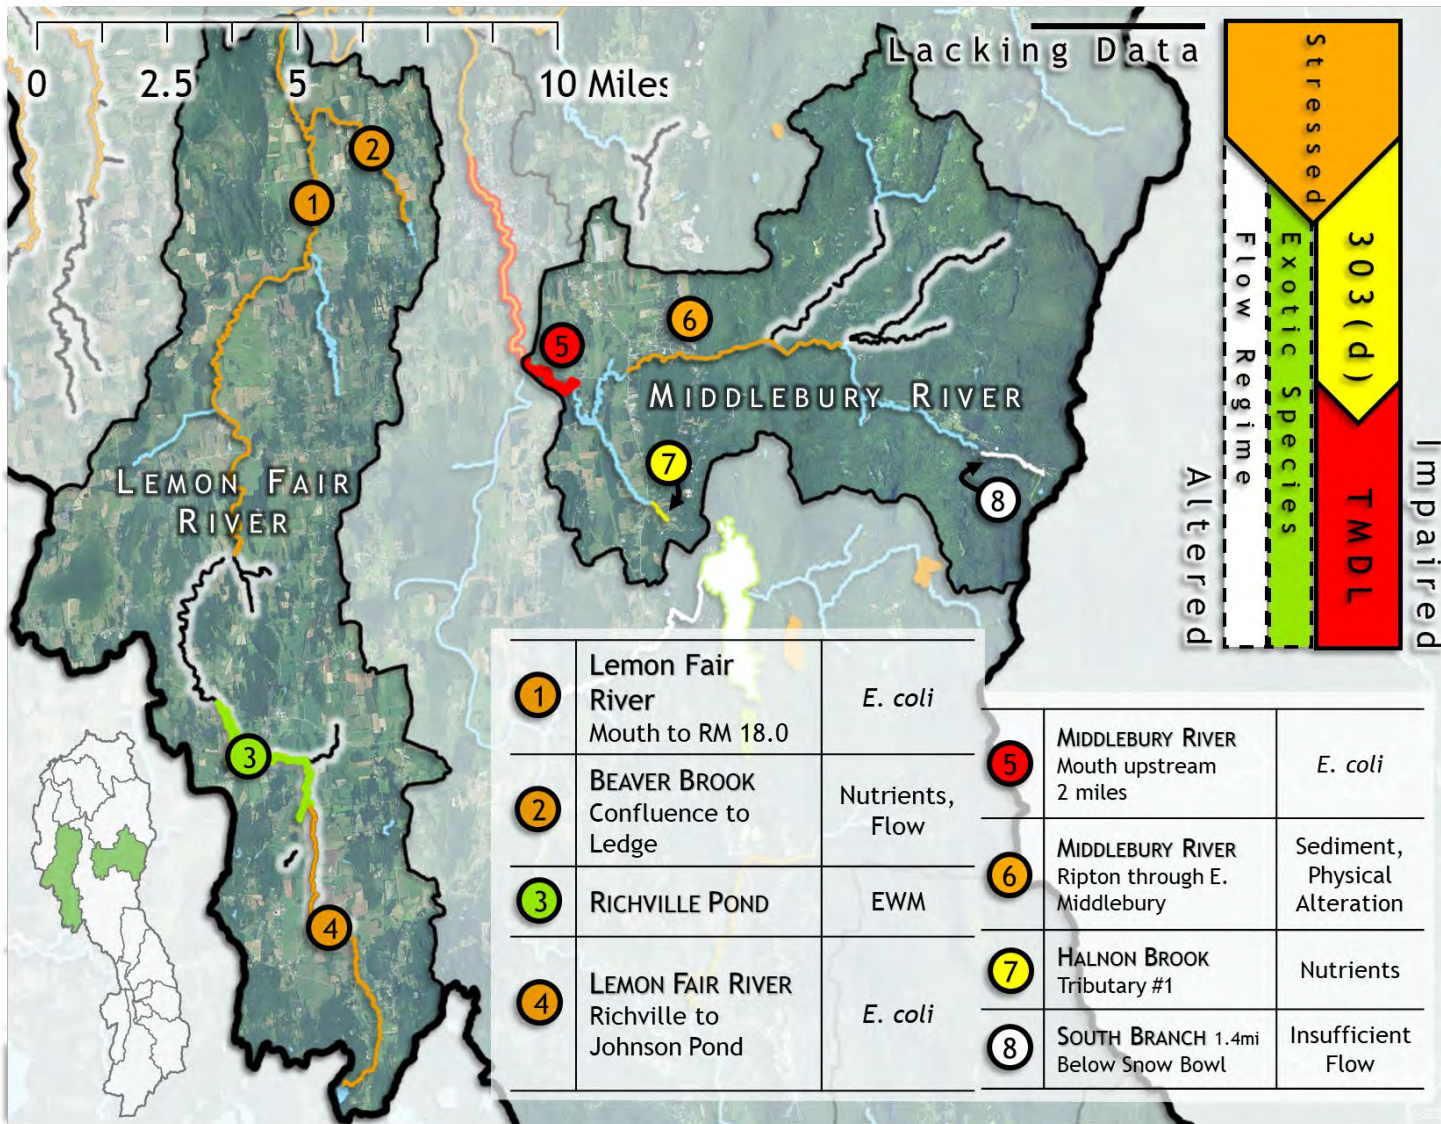 0 2.5 5 10 Miles
Lacking Data
Stressed
303(d)
TMDL
Exotic Species
Flow Regime
Altered
Impaired
1
2
5
6
MIDDLEBURY RIVER
7
8
LEMON FAIR
RIVER
3
4
1
Lemon Fair
River
Mouth to RM 18.0
E. coli
2
BEAVER BROOK
Confluence to
Ledge
Nutrients,
Flow
3
RICHVILLE POND
EWM
4
LEMON FAIR RIVER
Richville to
Johnson Pond
E. coli
5
MIDDLEBURY RIVER
Mouth upstream
2 miles
E. coli
6
MIDDLEBURY RIVER
Ripton through E.
Middlebury
Sediment,
Physical
Alteration
7
HALNON BROOK
Tributary #1
Nutrients
8
SOUTH BRANCH 1.4mi
Below Snow Bowl
Insufficient
Flow